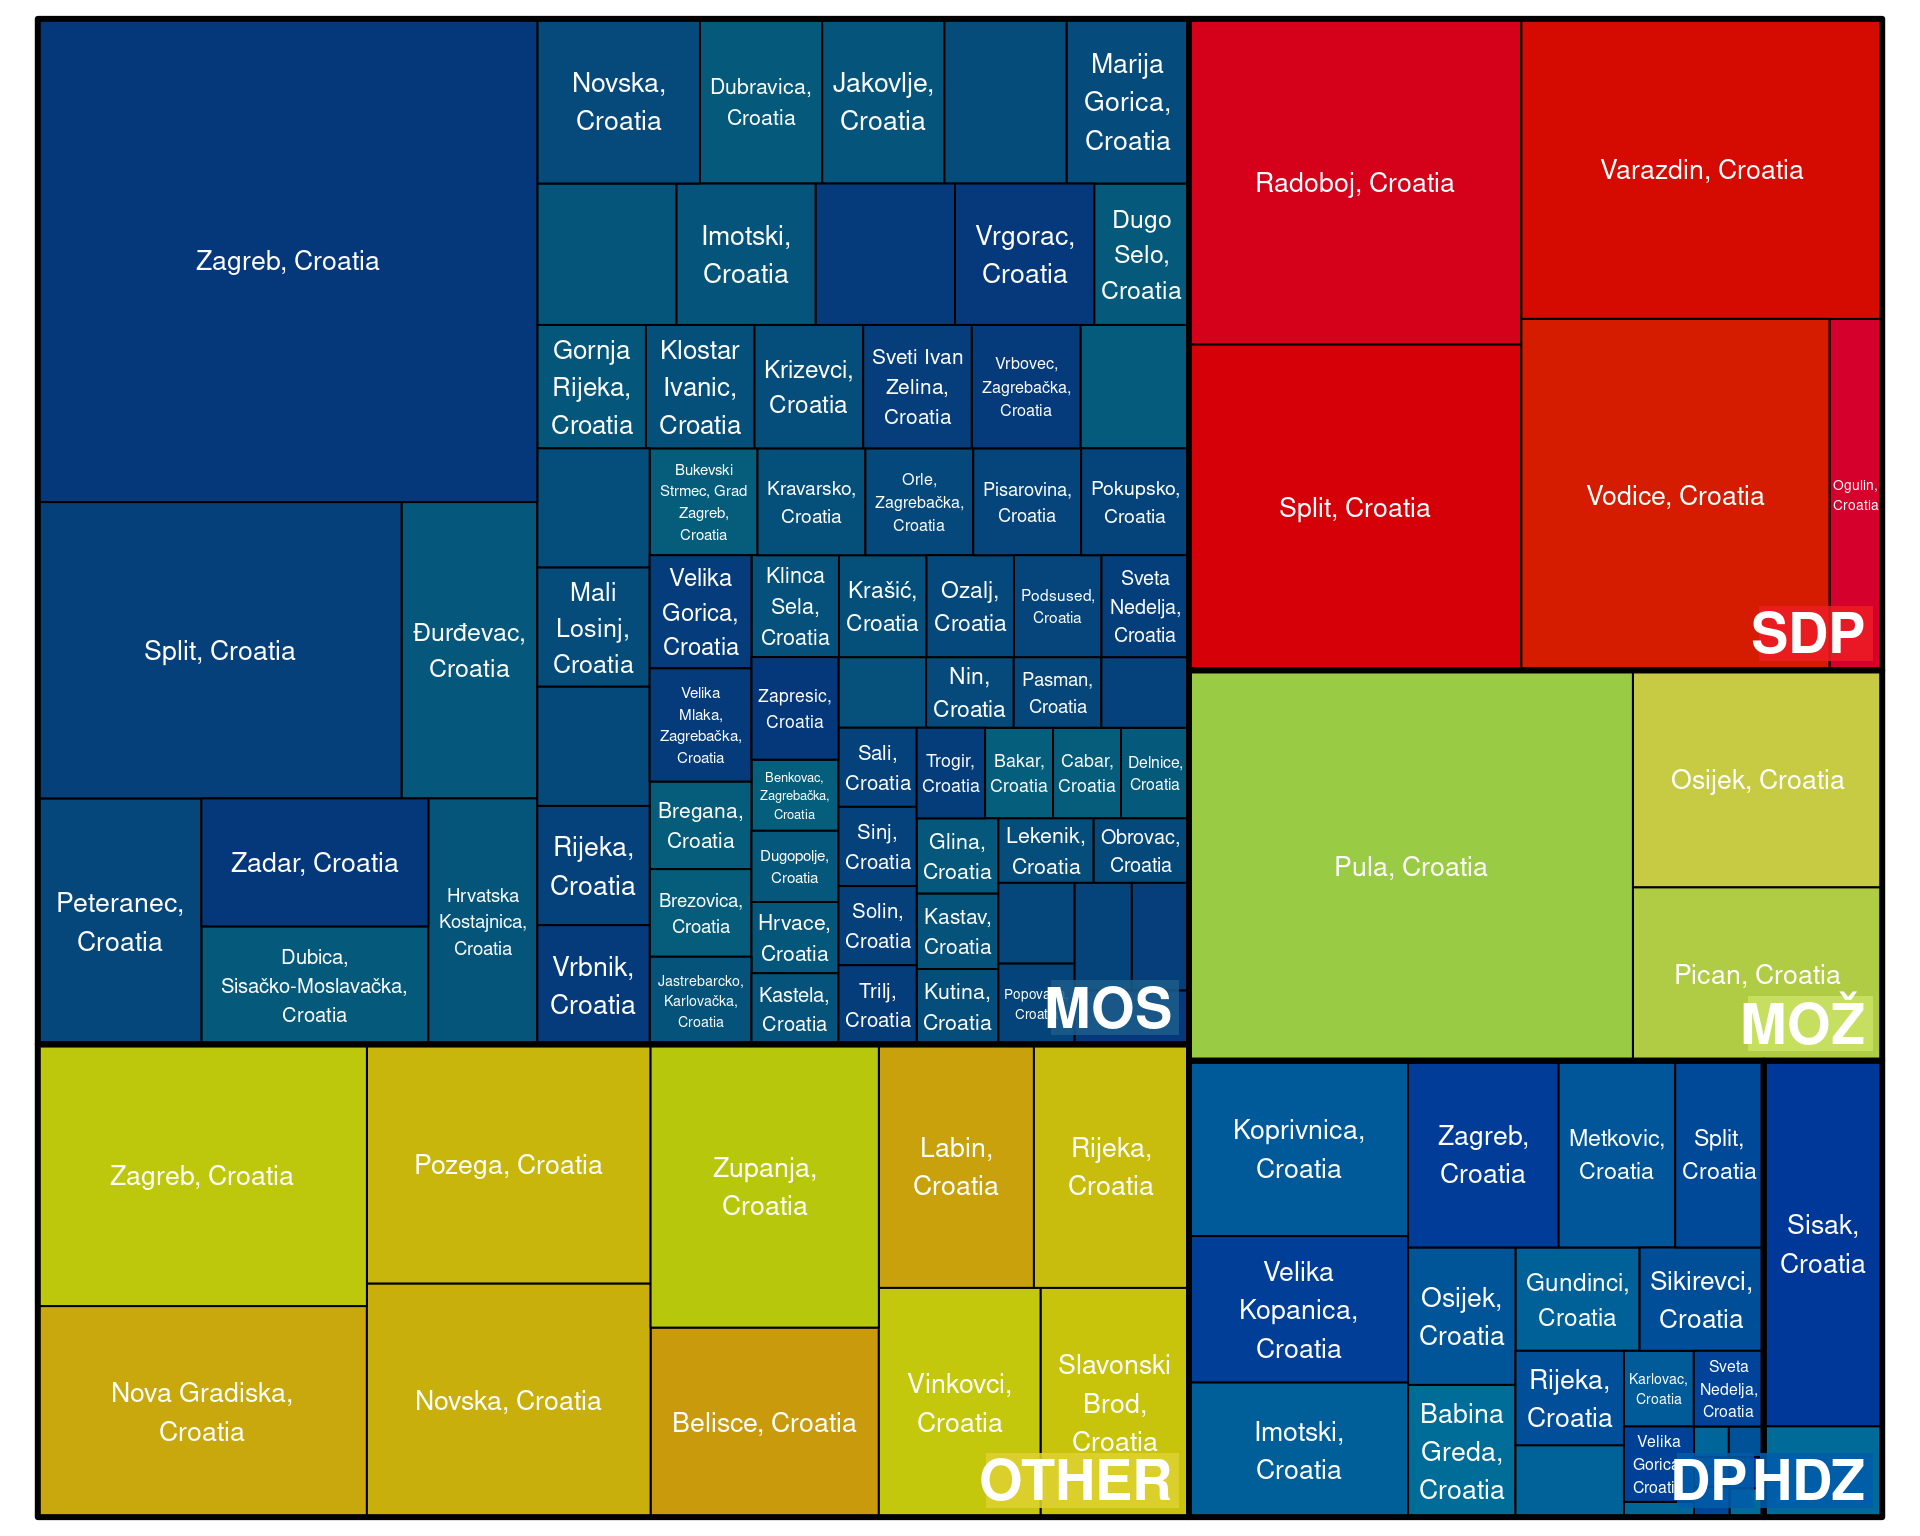 Zagreb, Croatia
Novska,
Croatia
Dubravica,
Croatia
Jakovlje,
Croatia
Marija
Gorica,
Croatia
Imotski,
Croatia
Vrgorac,
Croatia
Dugo
Selo,
Croatia
Gornja
Rijeka,
Croatia
Klostar
Ivanic,
Croatia
Krizevci,
Croatia
Sveti Ivan
Zelina,
Croatia
Vrbovec,
Zagrebačka,
Croatia
Bukevski
Strmec, Grad
Zagreb,
Croatia
Kravarsko,
Croatia
Orle,
Zagrebačka,
Croatia
Pisarovina,
Croatia
Pokupsko,
Croatia
Split, Croatia
Đurđevac,
Croatia
Mali
Losinj,
Croatia
Velika
Gorica,
Croatia
Klinca
Sela,
Croatia
Krašić,
Croatia
Ozalj,
Croatia
Podsused,
Croatia
Sveta
Nedelja,
Croatia
Velika
Mlaka,
Zagrebačka,
Croatia
Zapresic,
Croatia
Nin,
Croatia
Pasman,
Croatia
Sali,
Croatia
Trogir,
Croatia
Bakar,
Croatia
Cabar,
Croatia
Delnice,
Croatia
Benkovac,
Zagrebačka,
Croatia
Bregana,
Croatia
Peteranec,
Croatia
Zadar, Croatia
Dubica,
Sisačko-Moslavačka,
Croatia
Hrvatska
Kostajnica,
Croatia
Rijeka,
Croatia
Vrbnik,
Croatia
Brezovica,
Croatia
Jastrebarcko,
Karlovačka,
Croatia
Dugopolje,
Croatia
Hrvace,
Croatia
Kastela,
Croatia
Sinj,
Croatia
Solin,
Croatia
Trilj,
Croatia
Glina,
Croatia
Kastav,
Croatia
Kutina,
Croatia
Lekenik,
Croatia
Obrovac,
Croatia
MOS
Radoboj, Croatia
Varazdin, Croatia
Split, Croatia
Vodice, Croatia
Ogulin,
Croatia
SDP
Pula, Croatia
Osijek, Croatia
Pican, Croatia
MOŽ
Zagreb, Croatia
Pozega, Croatia
Zupanja,
Croatia
Labin,
Croatia
Rijeka,
Croatia
Nova Gradiska,
Croatia
Novska, Croatia
Belisce, Croatia
Vinkovci,
Croatia
Slavonski
Brod,
Croatia
OTHER
Koprivnica,
Croatia
Zagreb,
Croatia
Metkovic,
Croatia
Split,
Croatia
Velika
Kopanica,
Croatia
Osijek,
Croatia
Gundinci,
Croatia
Sikirevci,
Croatia
Imotski,
Croatia
Babina
Greda,
Croatia
Rijeka,
Croatia
Karlovac,
Croatia
Sveta
Nedelja,
Croatia
Velika
DP
Sisak,
Croatia
HDZ